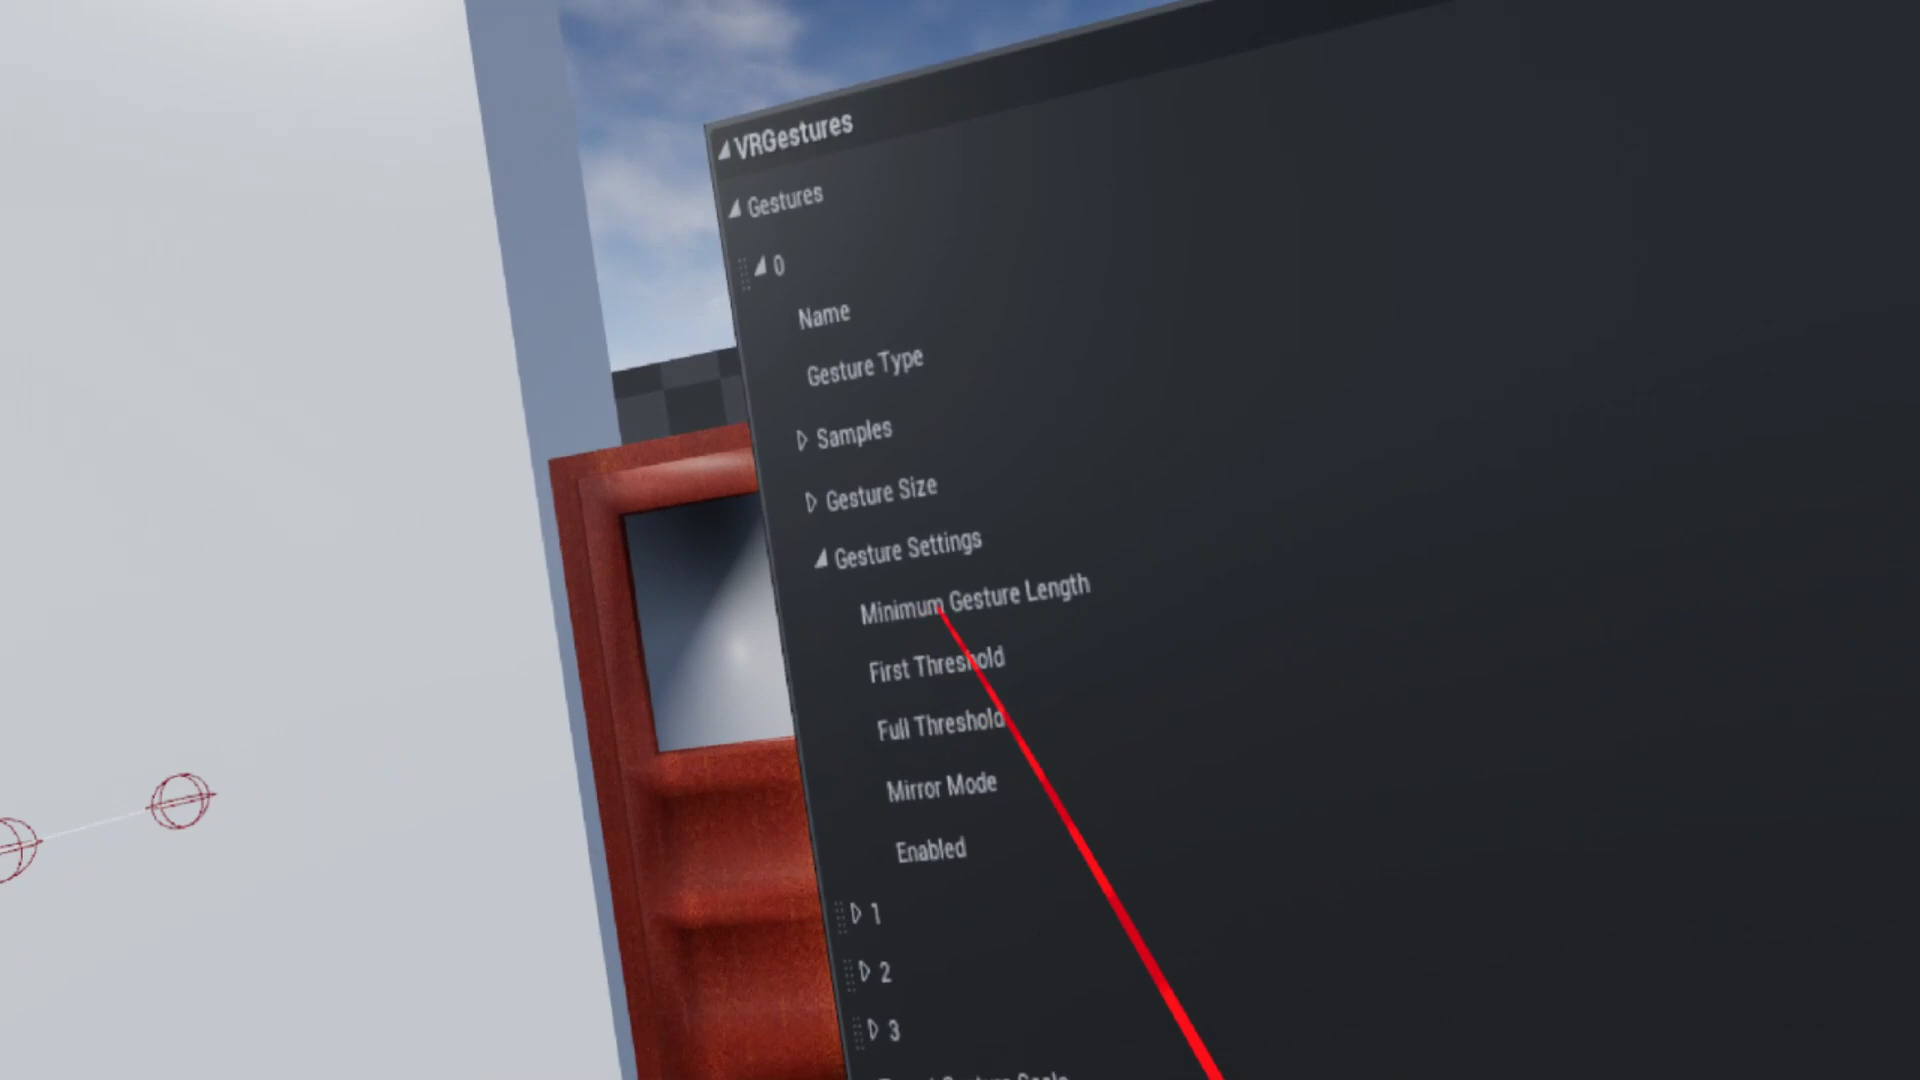 VRGestures
Gestures
0
Name
Gesture Type
Samples
Gesture Size
Gesture Settings
Minimum Gesture Length
First Threshold
Full Threshold
Mirror Mode
Enabled
1
2
3